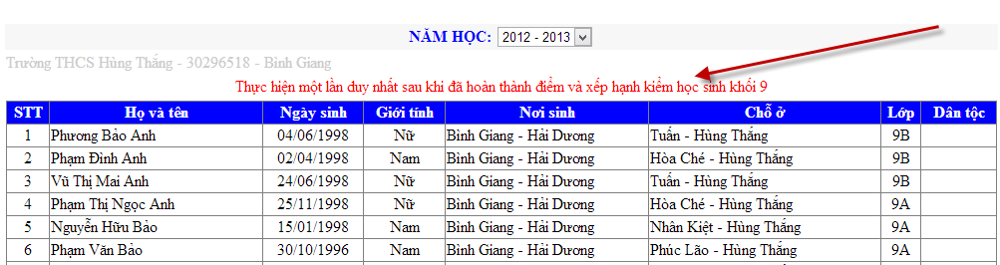 NĂM HỌC: 2012 - 2013
Trường THCS Hùng Thắng - 30296518 - Bình Giang
Thực hiện một lần duy nhất sau khi đã hoàn thành điểm và xếp hạnh kiểm học sinh khối 9
STT Họ và tên Ngày sinh Giới tính Nơi sinh Chỗ ở Lớp Dân tộc
1 Phương Bảo Anh 04/06/1998 Nữ Bình Giang - Hải Dương Tuấn - Hùng Thắng 9B
2 Phạm Đình Anh 02/04/1998 Nam Bình Giang - Hải Dương Hòa Ché - Hùng Thắng 9B
3 Vũ Thị Mai Anh 24/06/1998 Nữ Bình Giang - Hải Dương Tuấn - Hùng Thắng 9B
4 Phạm Thị Ngọc Anh 25/11/1998 Nữ Bình Giang - Hải Dương Hòa Ché - Hùng Thắng 9A
5 Nguyễn Hữu Bảo 15/01/1998 Nam Bình Giang - Hải Dương Nhân Kiệt - Hùng Thắng 9A
6 Phạm Văn Bảo 30/10/1996 Nam Bình Giang - Hải Dương Phúc Lão - Hùng Thắng 9A